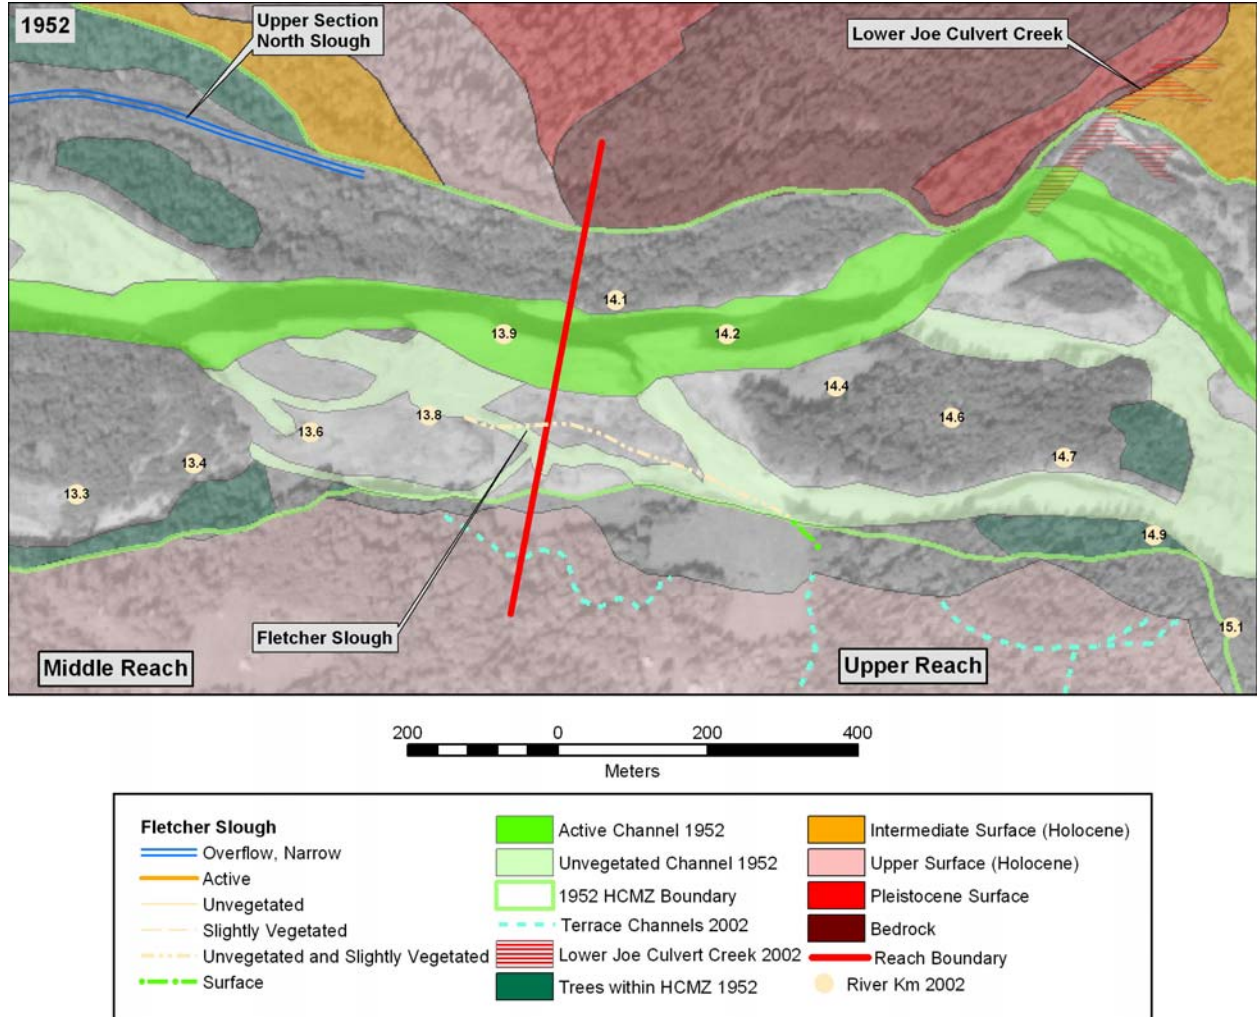 1952
Upper Section
North Slough
Lower Joe Culvert Creek
14.1
13.9
14.2
14.4
13.8
14.6
13.6
14.7
13.4
13.3
14.9
15.1
Fletcher Slough
Middle Reach
Upper Reach
200 0 200 400
Meters
Fletcher Slough
Overflow, Narrow
Active
Unvegetated
Slightly Vegetated
Unvegetated and Slightly Vegetated
Surface
Active Channel 1952
Unvegetated Channel 1952
1952 HCMZ Boundary
Terrace Channels 2002
Lower Joe Culvert Creek 2002
Trees within HCMZ 1952
Intermediate Surface (Holocene)
Upper Surface (Holocene)
Pleistocene Surface
Bedrock
Reach Boundary
River Km 2002